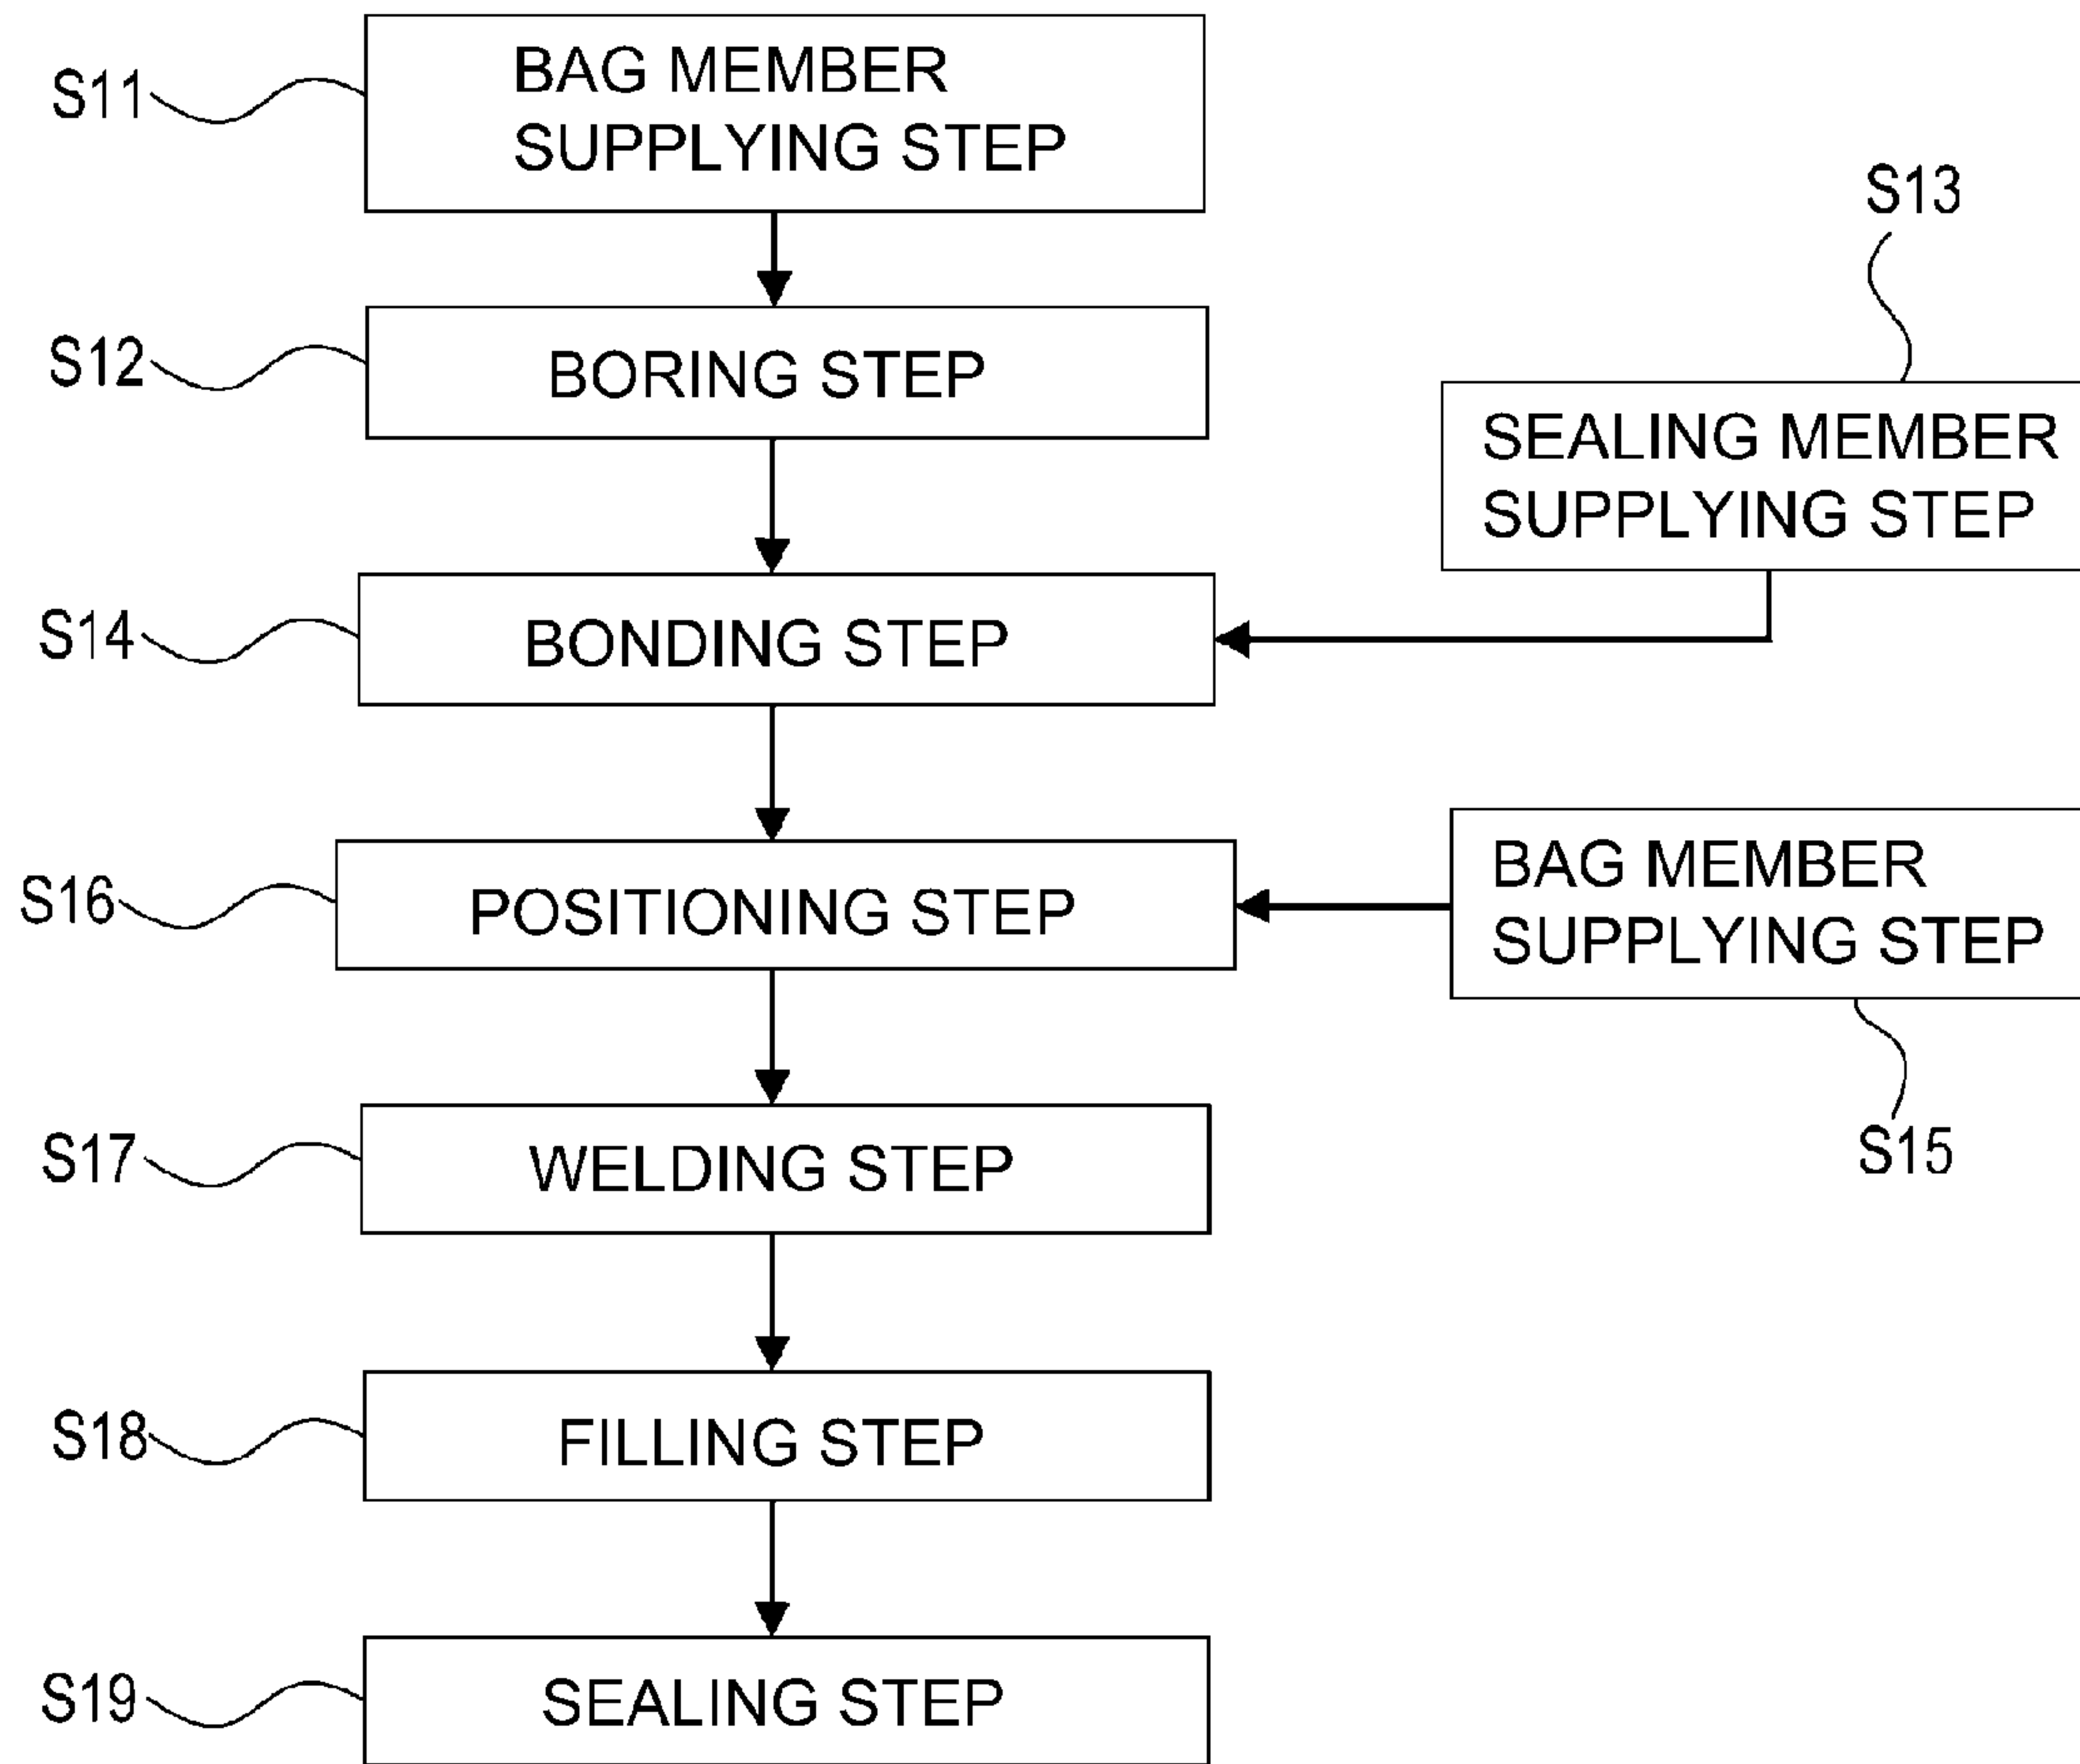 S11
BAG MEMBER
SUPPLYING STEP
S13
S12
BORING STEP
SEALING MEMBER
SUPPLYING STEP
S14
BONDING STEP
S16
POSITIONING STEP
BAG MEMBER
SUPPLYING STEP
S17
WELDING STEP
S15
S18
FILLING STEP
S19
SEALING STEP